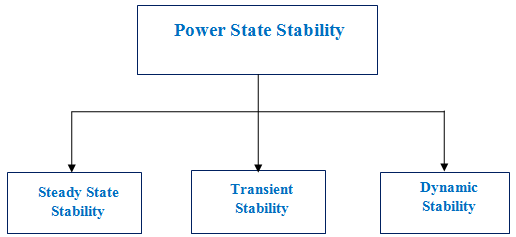 Power State Stability
Steady State
Stability
Transient
Stability
Dynamic
Stability